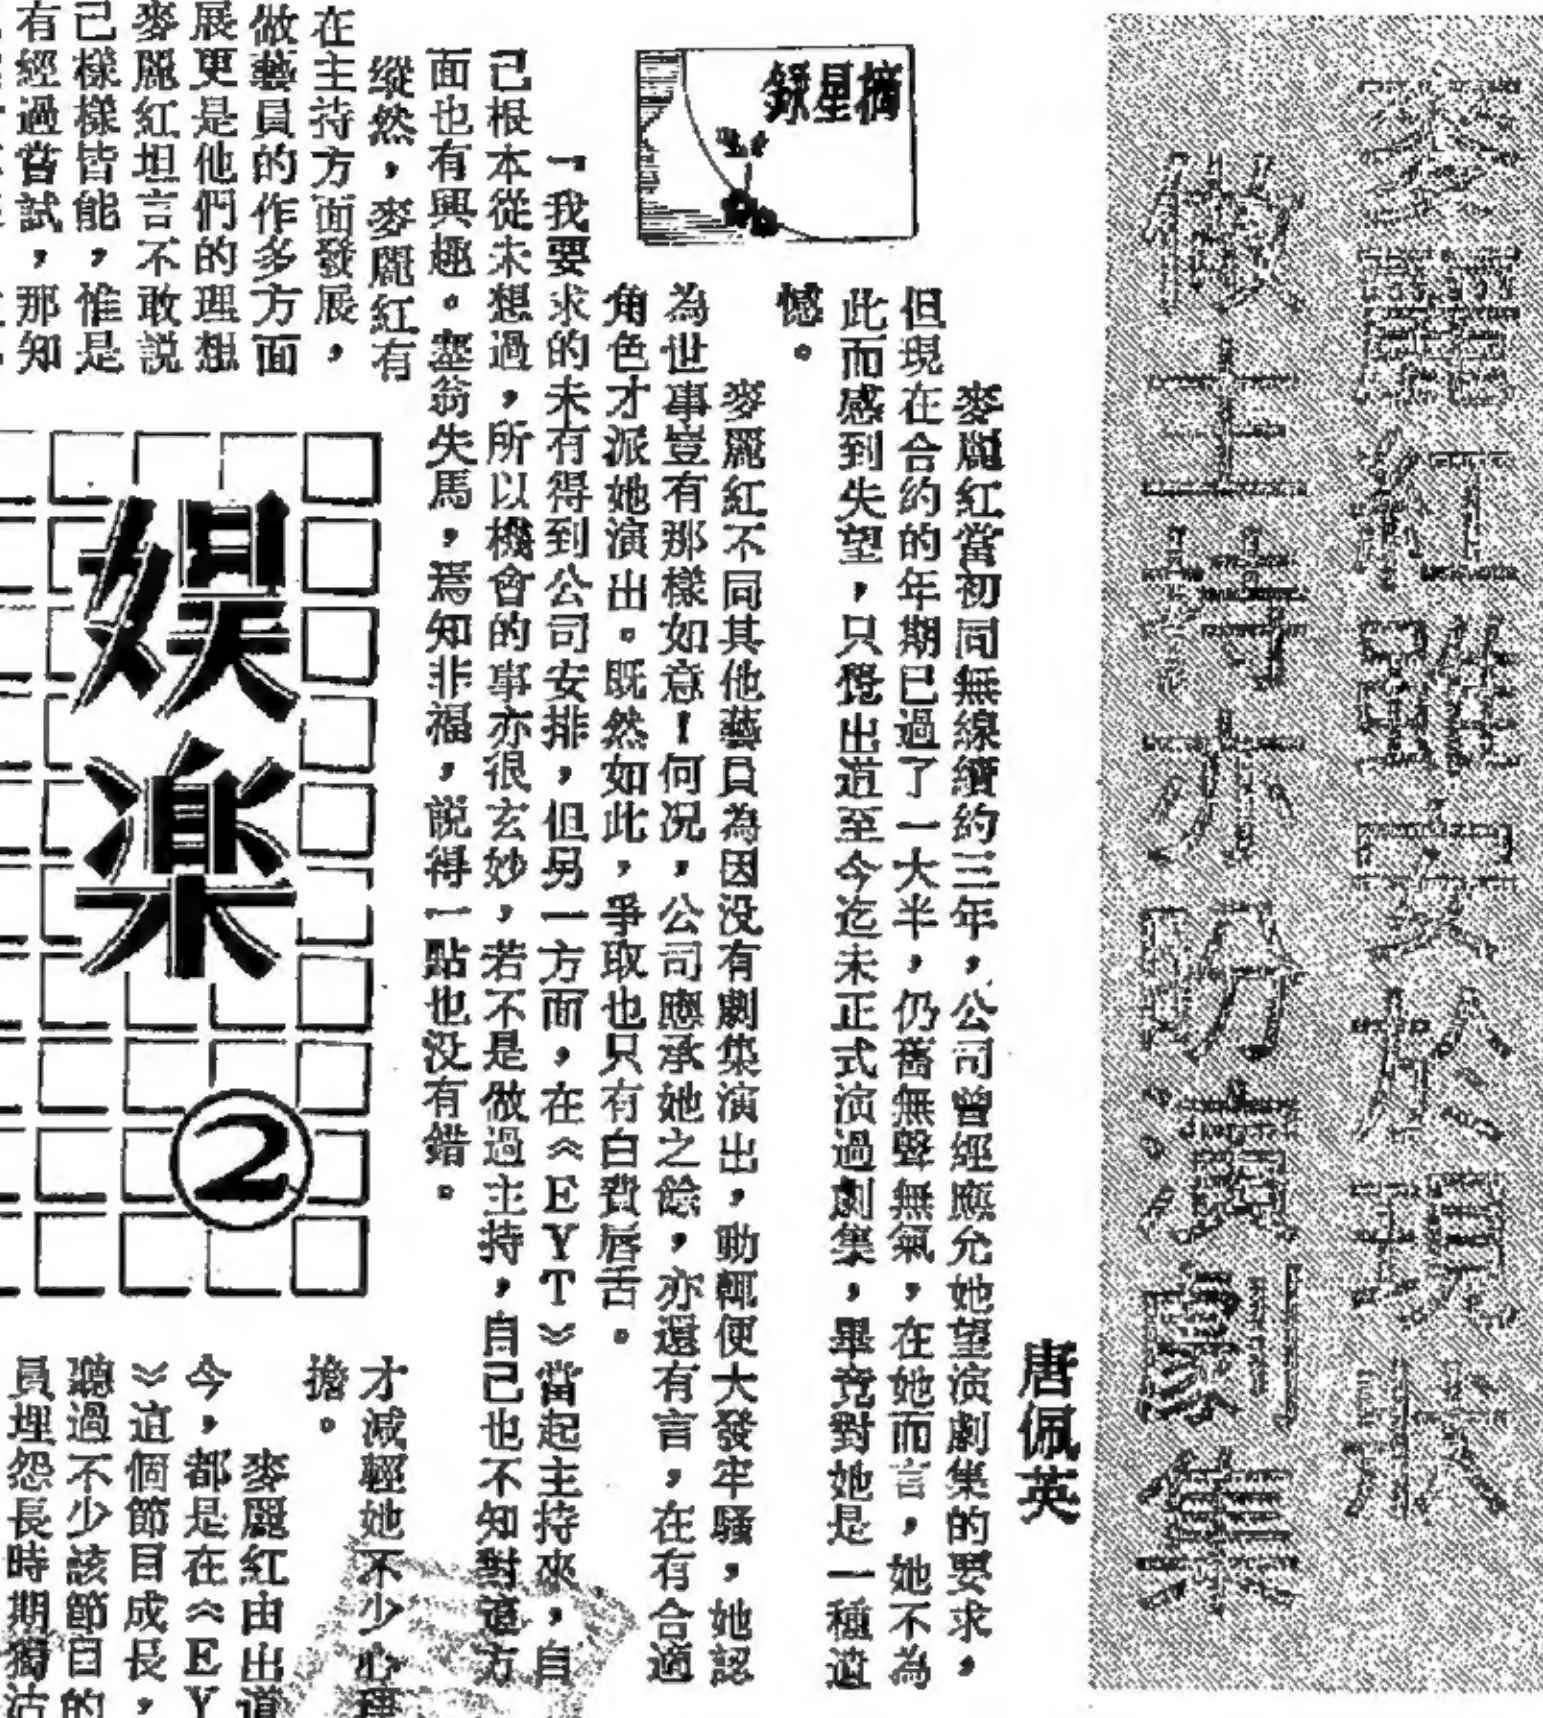 麥麗紅雖安於現狀
做主持亦盼演劇集
唐佩英
摘星錄
麥麗紅當初同無線續約三年，公司曾經應允她望演劇集的要求，
但現在合約的年期已過了一大半，仍舊無聲無氣，在她而言，她不為
此而感到失望，只覺出道至今迄未正式演過劇集，畢竟對她是一種遺
憾。
麥麗紅不同其他藝員為因没有劇集演出，動輒便大發牢騷，她認
為世事豈有那樣如意！何況，公司應承她之餘，亦還有言，在有合適
角色才派她演出。既然如此，爭取也只有白費唇舌。
「我要求的未有得到公司安排，但另一方面，在《EYT》當起主持來，自
己根本從未想過，所以機會的事亦很玄妙，若不是做過主持，自己也不知對這方
面也有興趣。塞翁失馬，焉知非福，説得一點也没有錯。
縱然，麥麗紅有
在主持方面發展，
做藝員的作多方面
展更是他們的理想
麥麗紅坦言不敢説
己樣樣皆能，惟是
有經過嘗試，那知
娯楽
2
才減輕她不少心理
擔。
麥麗紅由出道
今，都是在《EY
》這個節目成長，
聽過不少該節目的
員埋怨長時期獨沽